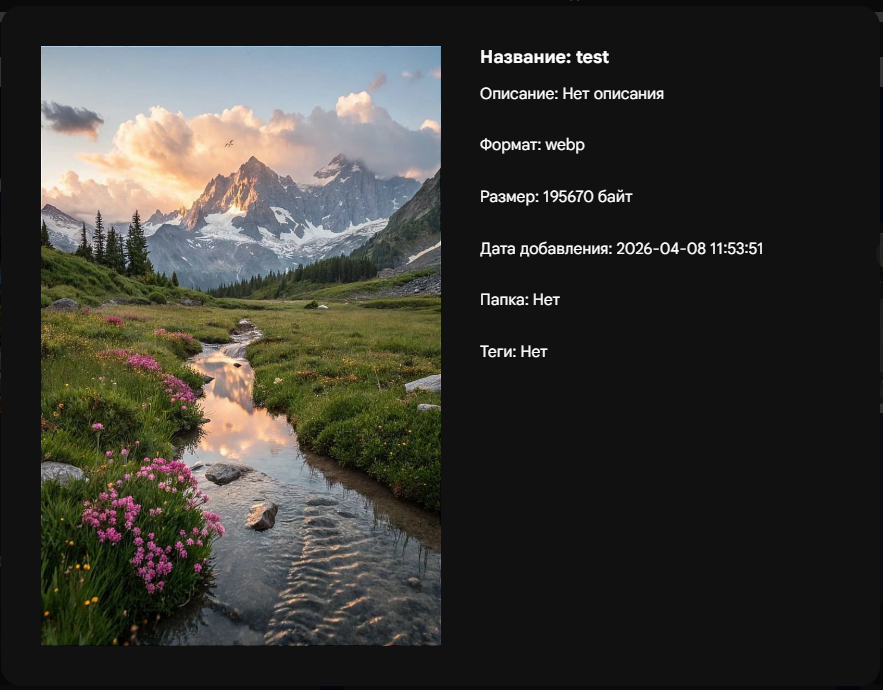 Название: test
Описание: Нет описания
Формат: webp
Размер: 195670 байт
Дата добавления: 2026-04-08 11:53:51
Папка: Нет
Теги: Нет